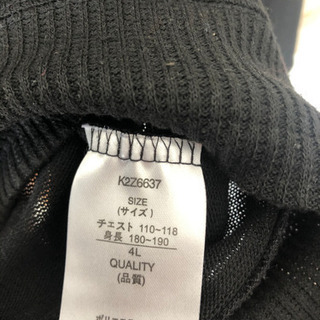 K2Z6637
SIZE
(サイズ)
チェスト 110~118
身長 180~190
4L
QUALITY
(品質)